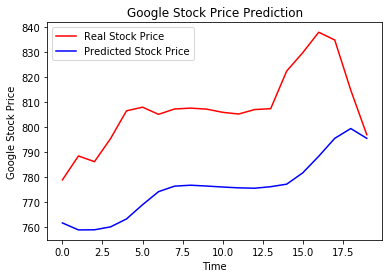 Google Stock Price Prediction
Real Stock Price
Predicted Stock Price
Google Stock Price
840
830
820
810
800
790
780
770
760
0.0 2.5 5.0 7.5 10.0 12.5 15.0 17.5
Time